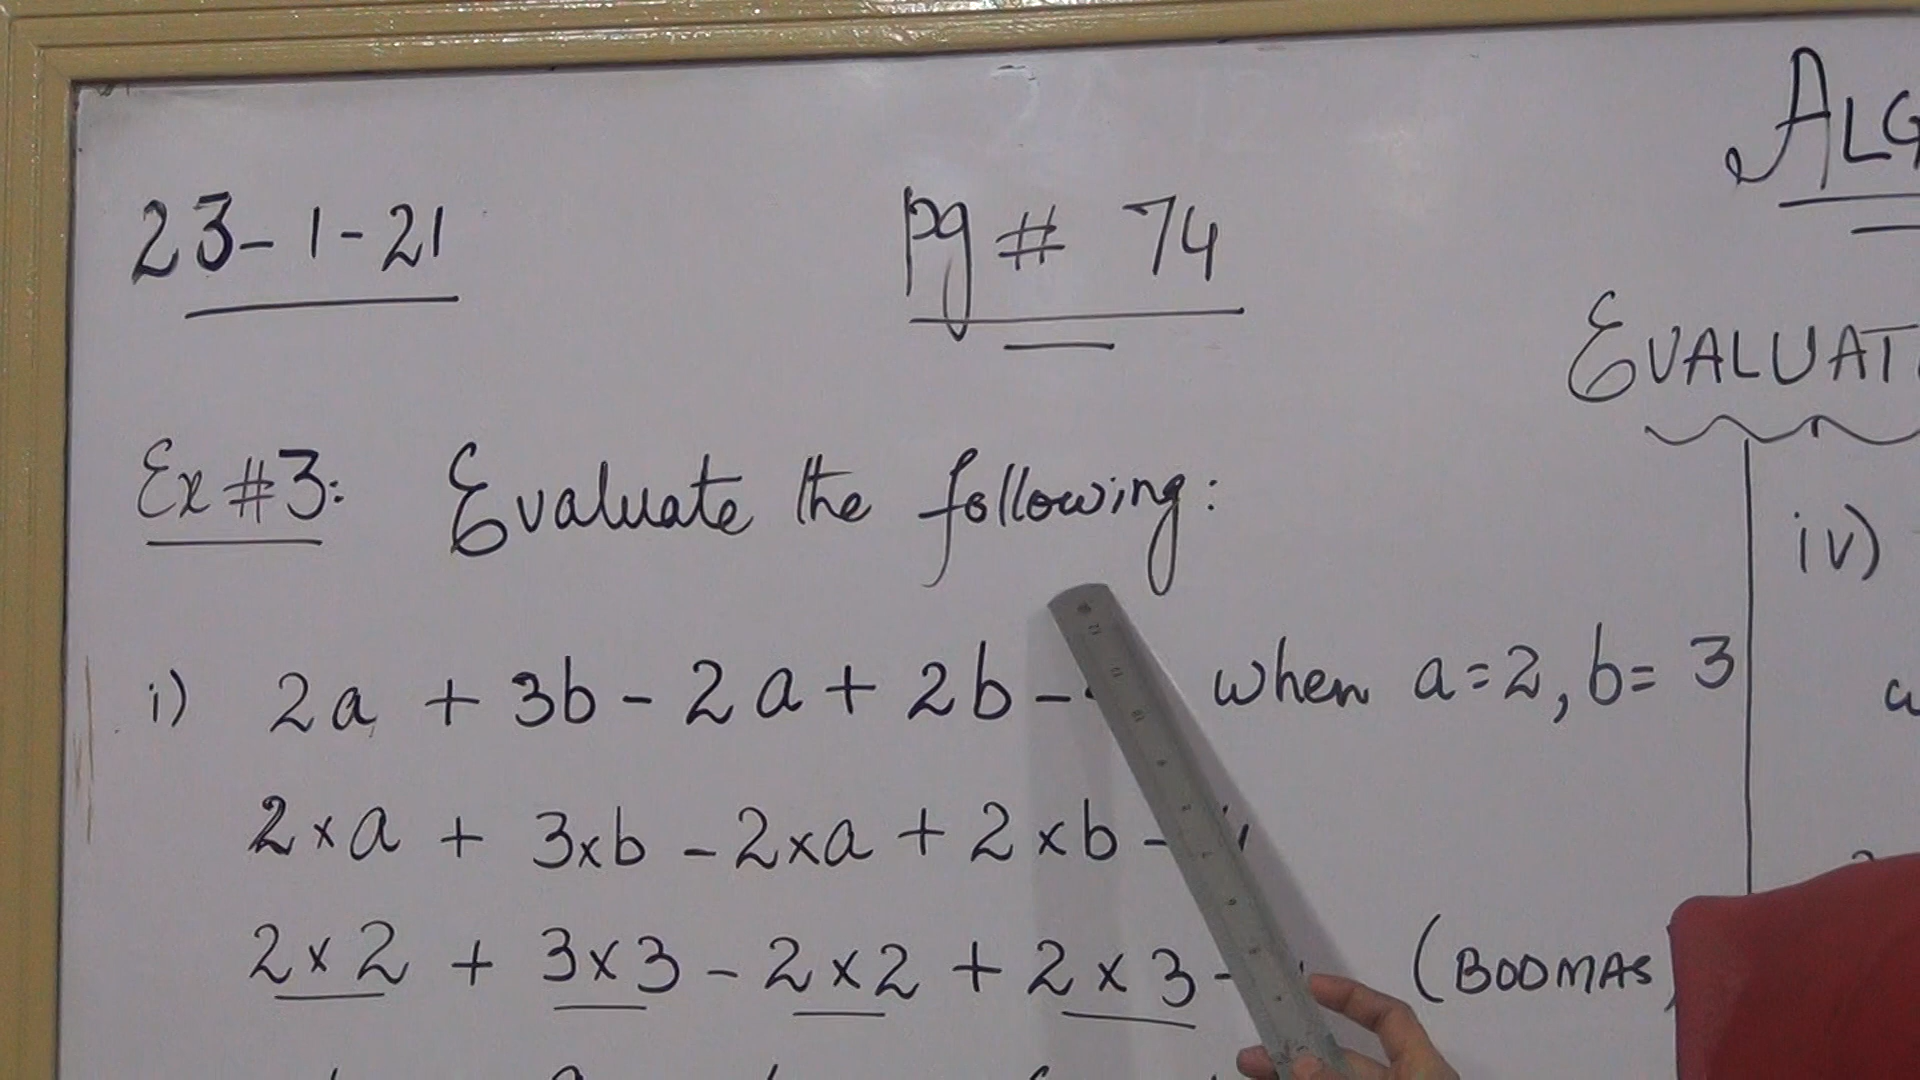 23-1-21
pg # 74
ALG
EVALUAT
Ex #3: Evaluate the following:
i) 2a + 3b - 2a + 2b - when a=2, b= 3
2×a + 3×b - 2×a + 2×b -
2×2 + 3×3 - 2×2 + 2×3 - (BODMAS)
iv)